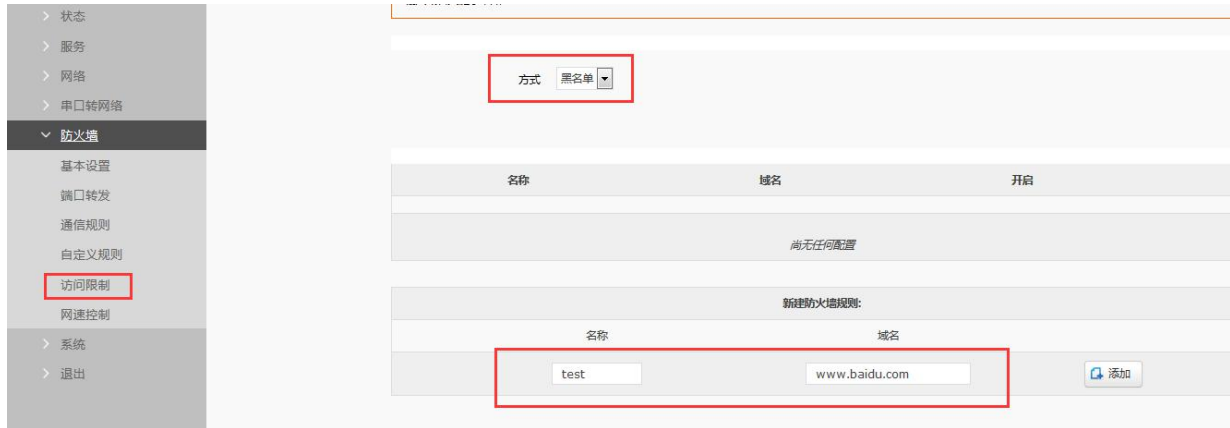 状态
服务
网络
串口转网络
防火墙
基本设置
端口转发
通信规则
自定义规则
访问限制
网速控制
系统
退出
方式 黑名单
名称 域名 开启
尚无任何配置
新建防火墙规则:
名称 域名
test www.baidu.com 添加